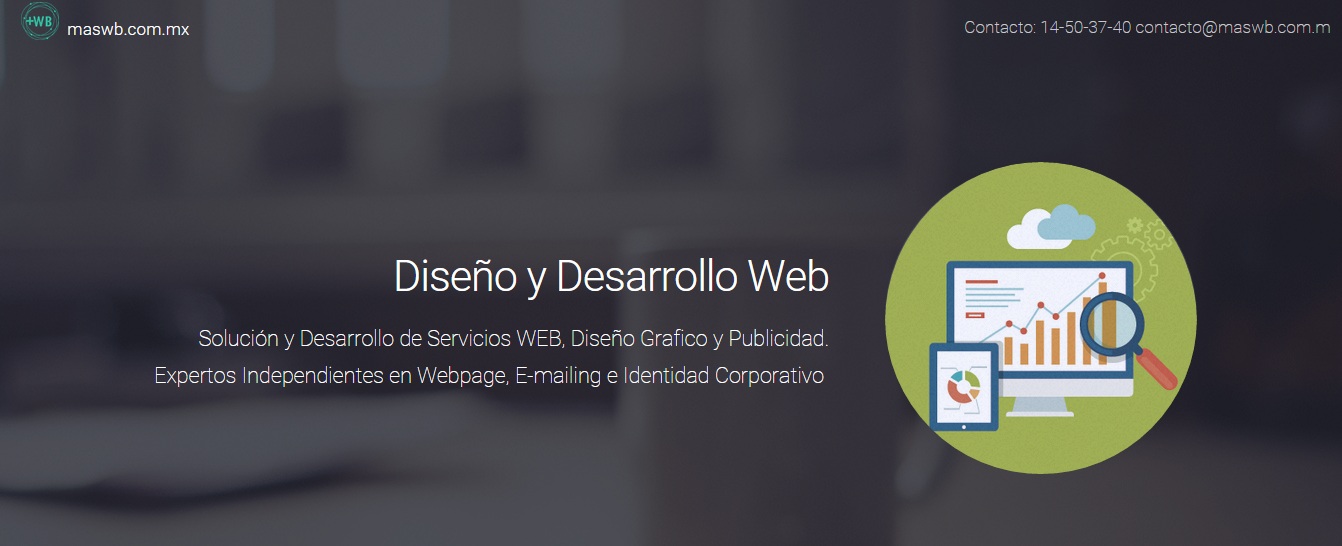 +WB
maswb.com.mx
Contacto: 14-50-37-40 contacto@maswb.com.m
Diseño y Desarrollo Web
Solución y Desarrollo de Servicios WEB, Diseño Grafico y Publicidad.
Expertos Independientes en Webpage, E-mailing e Identidad Corporativo